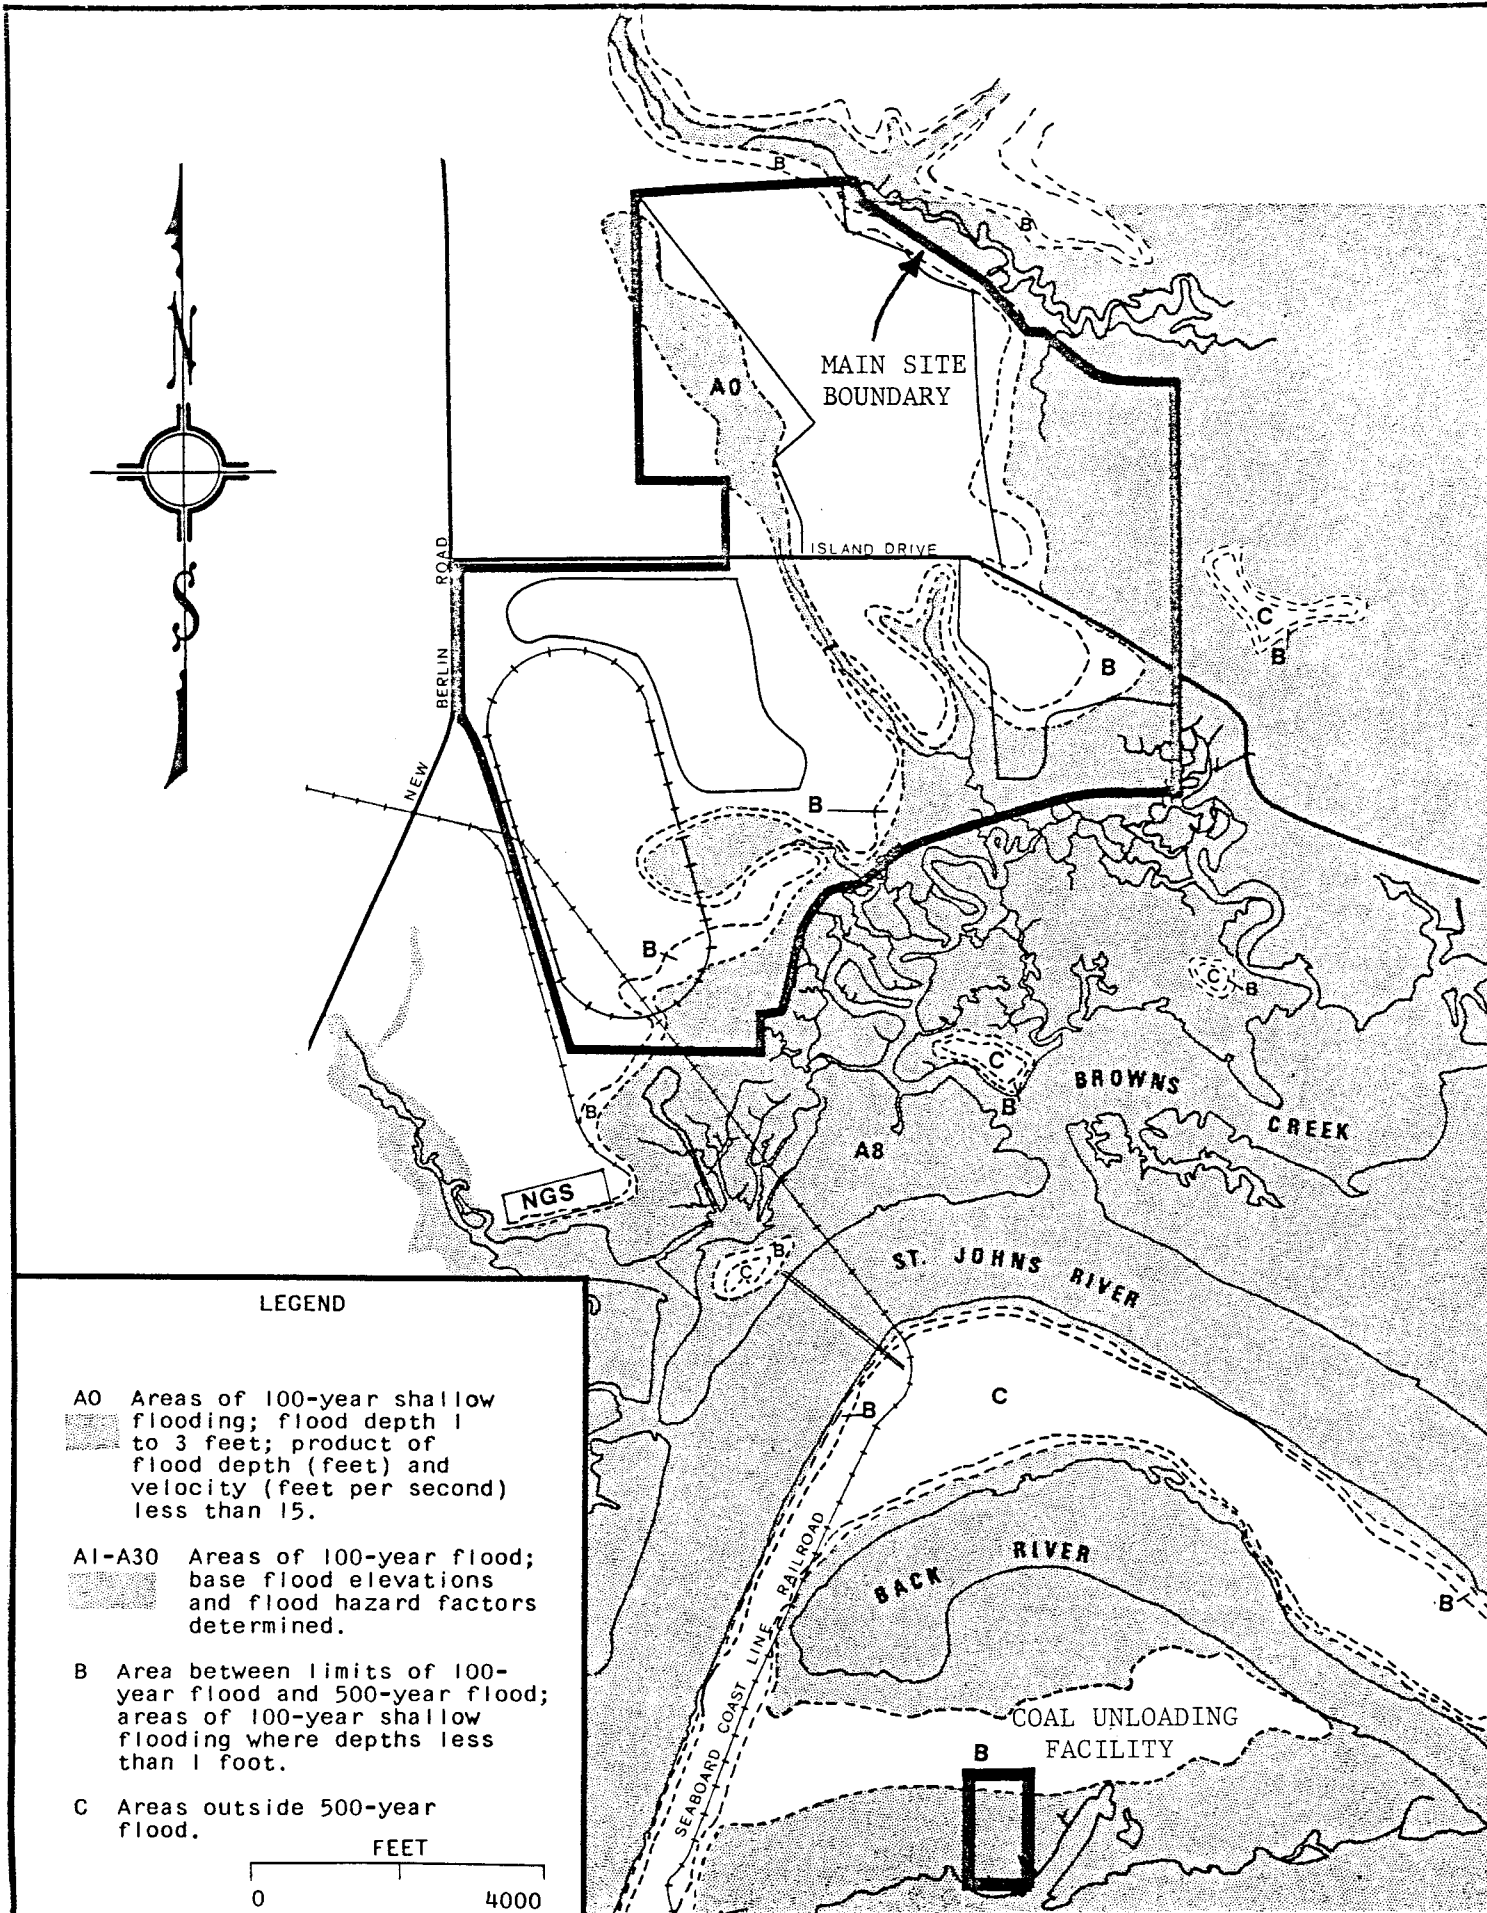 N
S
B
B
MAIN SITE
BOUNDARY
A0
ISLAND DRIVE
NEW BERLIN ROAD
C
B
B
B
B
C
B
C
B
BROWNS
CREEK
A8
B
NGS
B
C
ST. JOHNS RIVER
C
B
BACK RIVER
B
SEABOARD COAST LINE RAILROAD
COAL UNLOADING
FACILITY
B
LEGEND
A0 Areas of 100-year shallow
flooding; flood depth 1
to 3 feet; product of
flood depth (feet) and
velocity (feet per second)
less than 15.
A1-A30 Areas of 100-year flood;
base flood elevations
and flood hazard factors
determined.
B Area between limits of 100-
year flood and 500-year flood;
areas of 100-year shallow
flooding where depths less
than 1 foot.
C Areas outside 500-year
flood.
FEET
0 4000